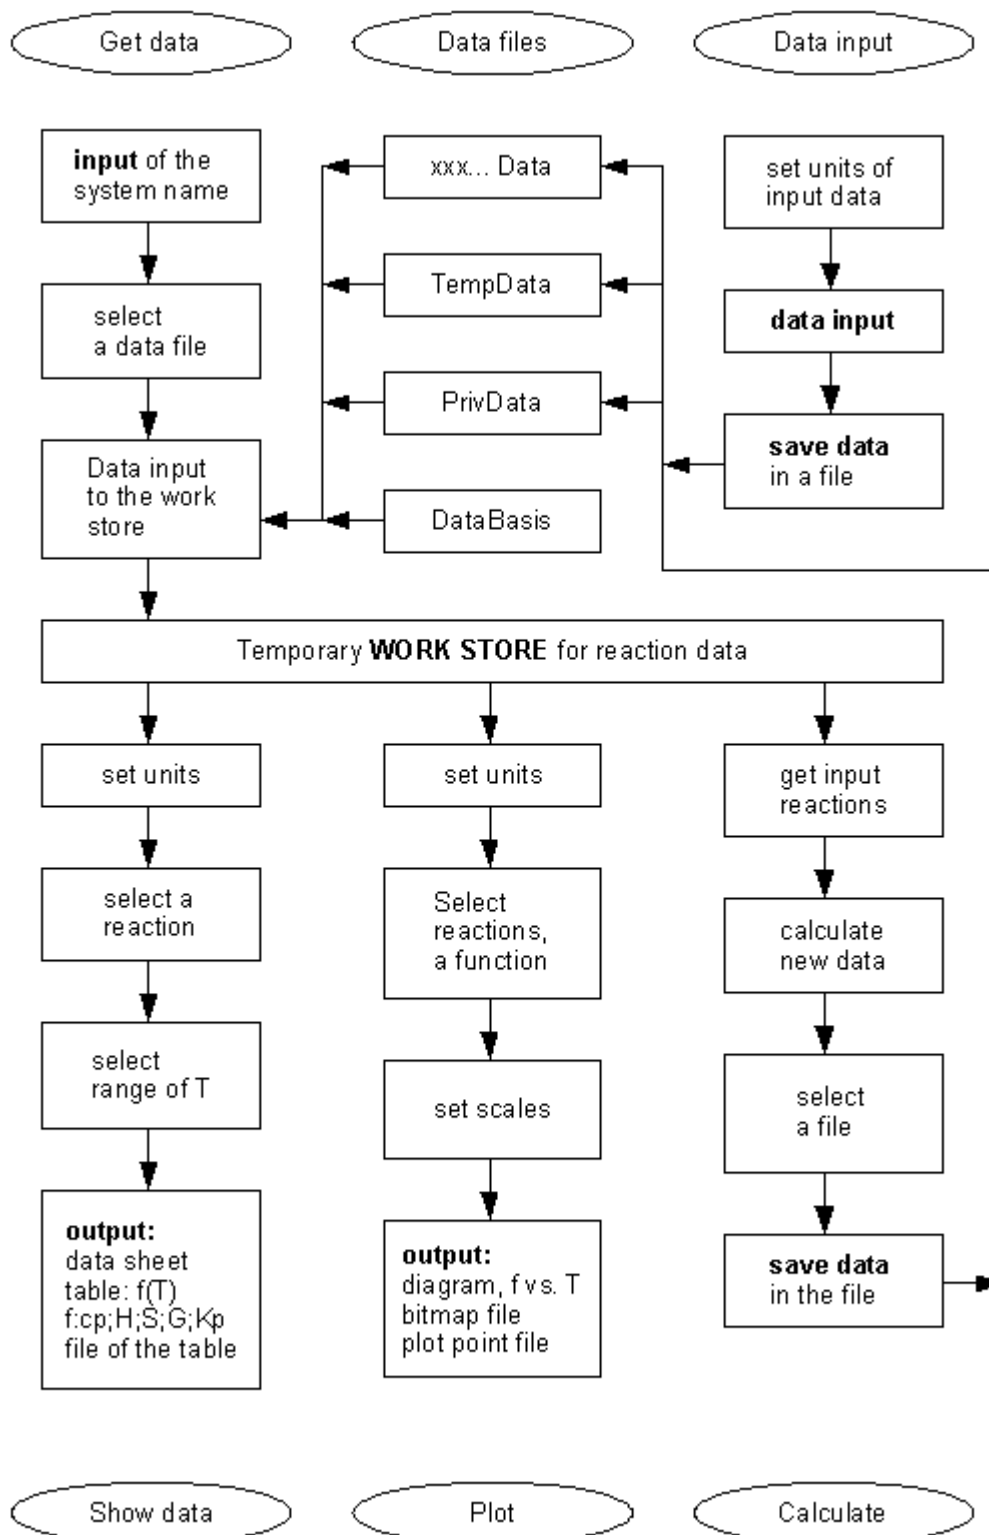 Get data
Data files
Data input
input of the
system name
select
a data file
Data input
to the work
store
xxx... Data
TempData
PrivData
DataBasis
set units of
input data
data input
save data
in a file
Temporary WORK STORE for reaction data
set units
select a
reaction
select
range of T
output:
data sheet
table: f(T)
f:cp;H;S;G;Kp
file of the table
set units
Select
reactions,
a function
set scales
output:
diagram, f vs. T
bitmap file
plot point file
get input
reactions
calculate
new data
select
a file
save data
in the file
Show data
Plot
Calculate